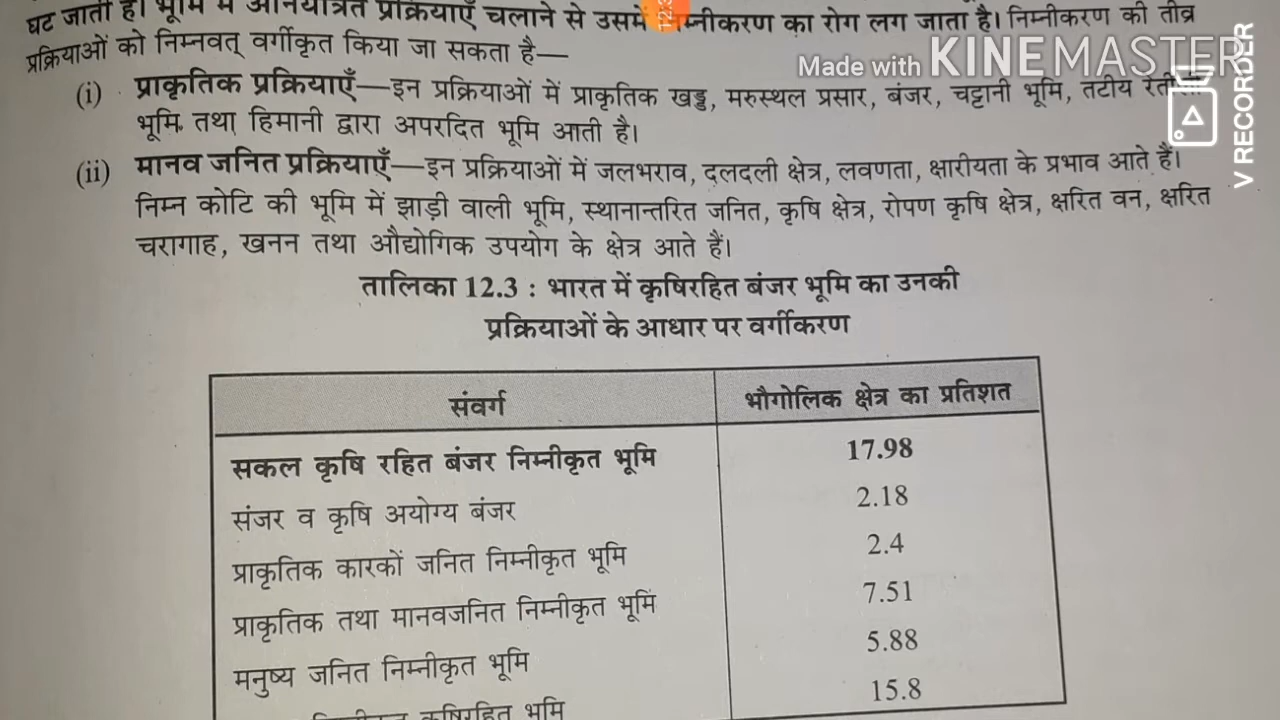 घट जाती है। भूमि में अनियंत्रित प्रक्रियाएँ चलाने से उसमें निम्नीकरण का रोग लग जाता है। निम्नीकरण की तीव्र
प्रक्रियाओं को निम्नवत् वर्गीकृत किया जा सकता है—
Made with KINEMASTER
V RECORDER
(i) प्राकृतिक प्रक्रियाएँ—इन प्रक्रियाओं में प्राकृतिक खड्ड, मरुस्थल प्रसार, बंजर, चट्टानी भूमि, तटीय
भूमि तथा हिमानी द्वारा अपरदित भूमि आती है।
(ii) मानव जनित प्रक्रियाएँ—इन प्रक्रियाओं में जलभराव, दलदली क्षेत्र, लवणता, क्षारीयता के प्रभाव आते हैं।
निम्न कोटि की भूमि में झाड़ी वाली भूमि, स्थानान्तरित जनित, कृषि क्षेत्र, रोपण कृषि क्षेत्र, क्षरित वन, क्षरित
चरागाह, खनन तथा औद्योगिक उपयोग के क्षेत्र आते हैं।
तालिका 12.3 : भारत में कृषिरहित बंजर भूमि का उनकी
प्रक्रियाओं के आधार पर वर्गीकरण
संवर्ग भौगोलिक क्षेत्र का प्रतिशत
सकल कृषि रहित बंजर निम्नीकृत भूमि 17.98
संजर व कृषि अयोग्य बंजर 2.18
प्राकृतिक कारकों जनित निम्नीकृत भूमि 2.4
प्राकृतिक तथा मानवजनित निम्नीकृत भूमि 7.51
मनुष्य जनित निम्नीकृत भूमि 5.88
कृषिरहित भूमि 15.8